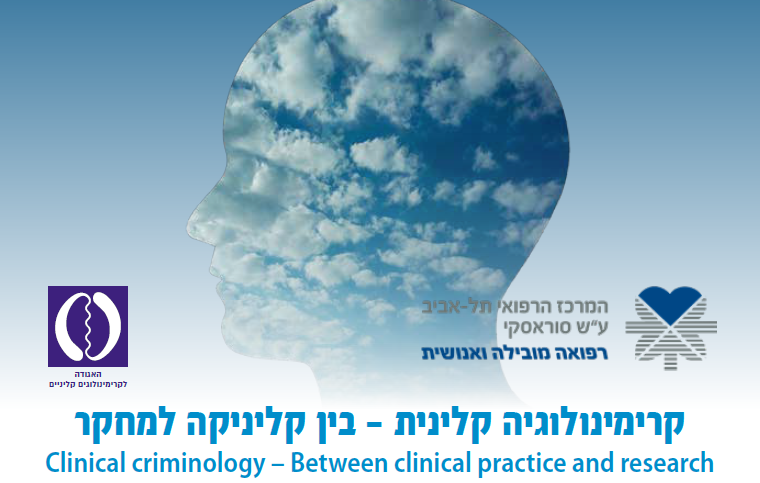 המרכז הרפואי תל-אביב
ע"ש סוראסקי
רפואה מובילה ואנושית
האגודה
לקרימינולוגים קליניים
קרימינולוגיה קלינית - בין קליניקה למחקר
Clinical criminology – Between clinical practice and research